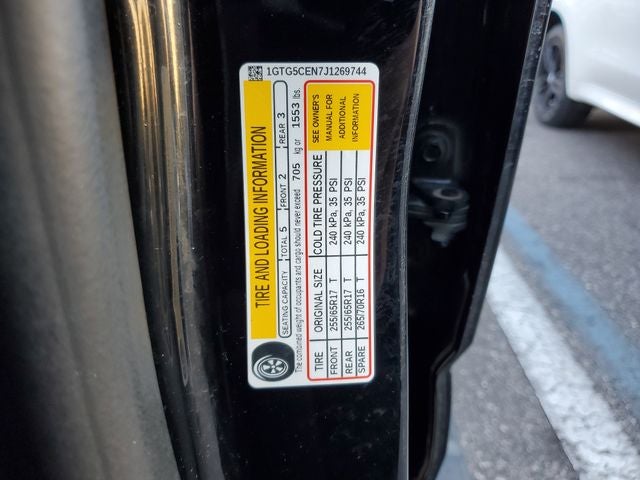 1GTG5CEN7J1269744
TIRE AND LOADING INFORMATION
SEATING CAPACITY TOTAL 5 FRONT 2 REAR 3
The combined weight of occupants and cargo should never exceed 705 kg or 1553 lbs.
TIRE ORIGINAL SIZE COLD TIRE PRESSURE SEE OWNER'S
FRONT 255/65R17 T 240 kPa, 35 PSI MANUAL FOR
REAR 255/65R17 T 240 kPa, 35 PSI ADDITIONAL
SPARE 265/70R16 T 240 kPa, 35 PSI INFORMATION